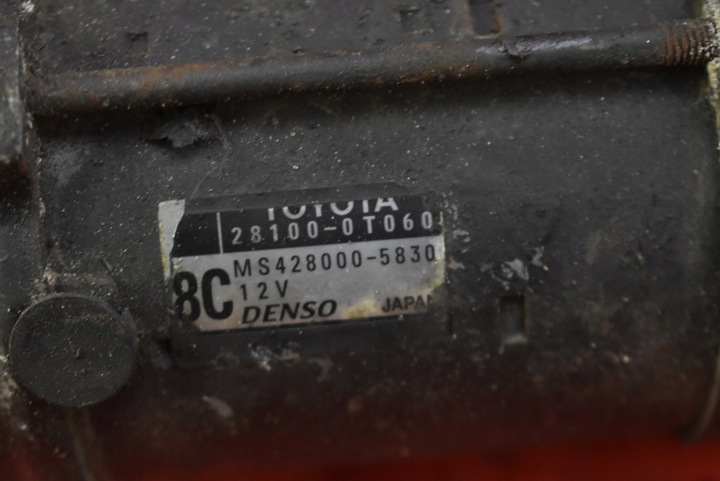 TOYOTA
28100-0T060
MS428000-5830
8C
12V
DENSO JAPAN